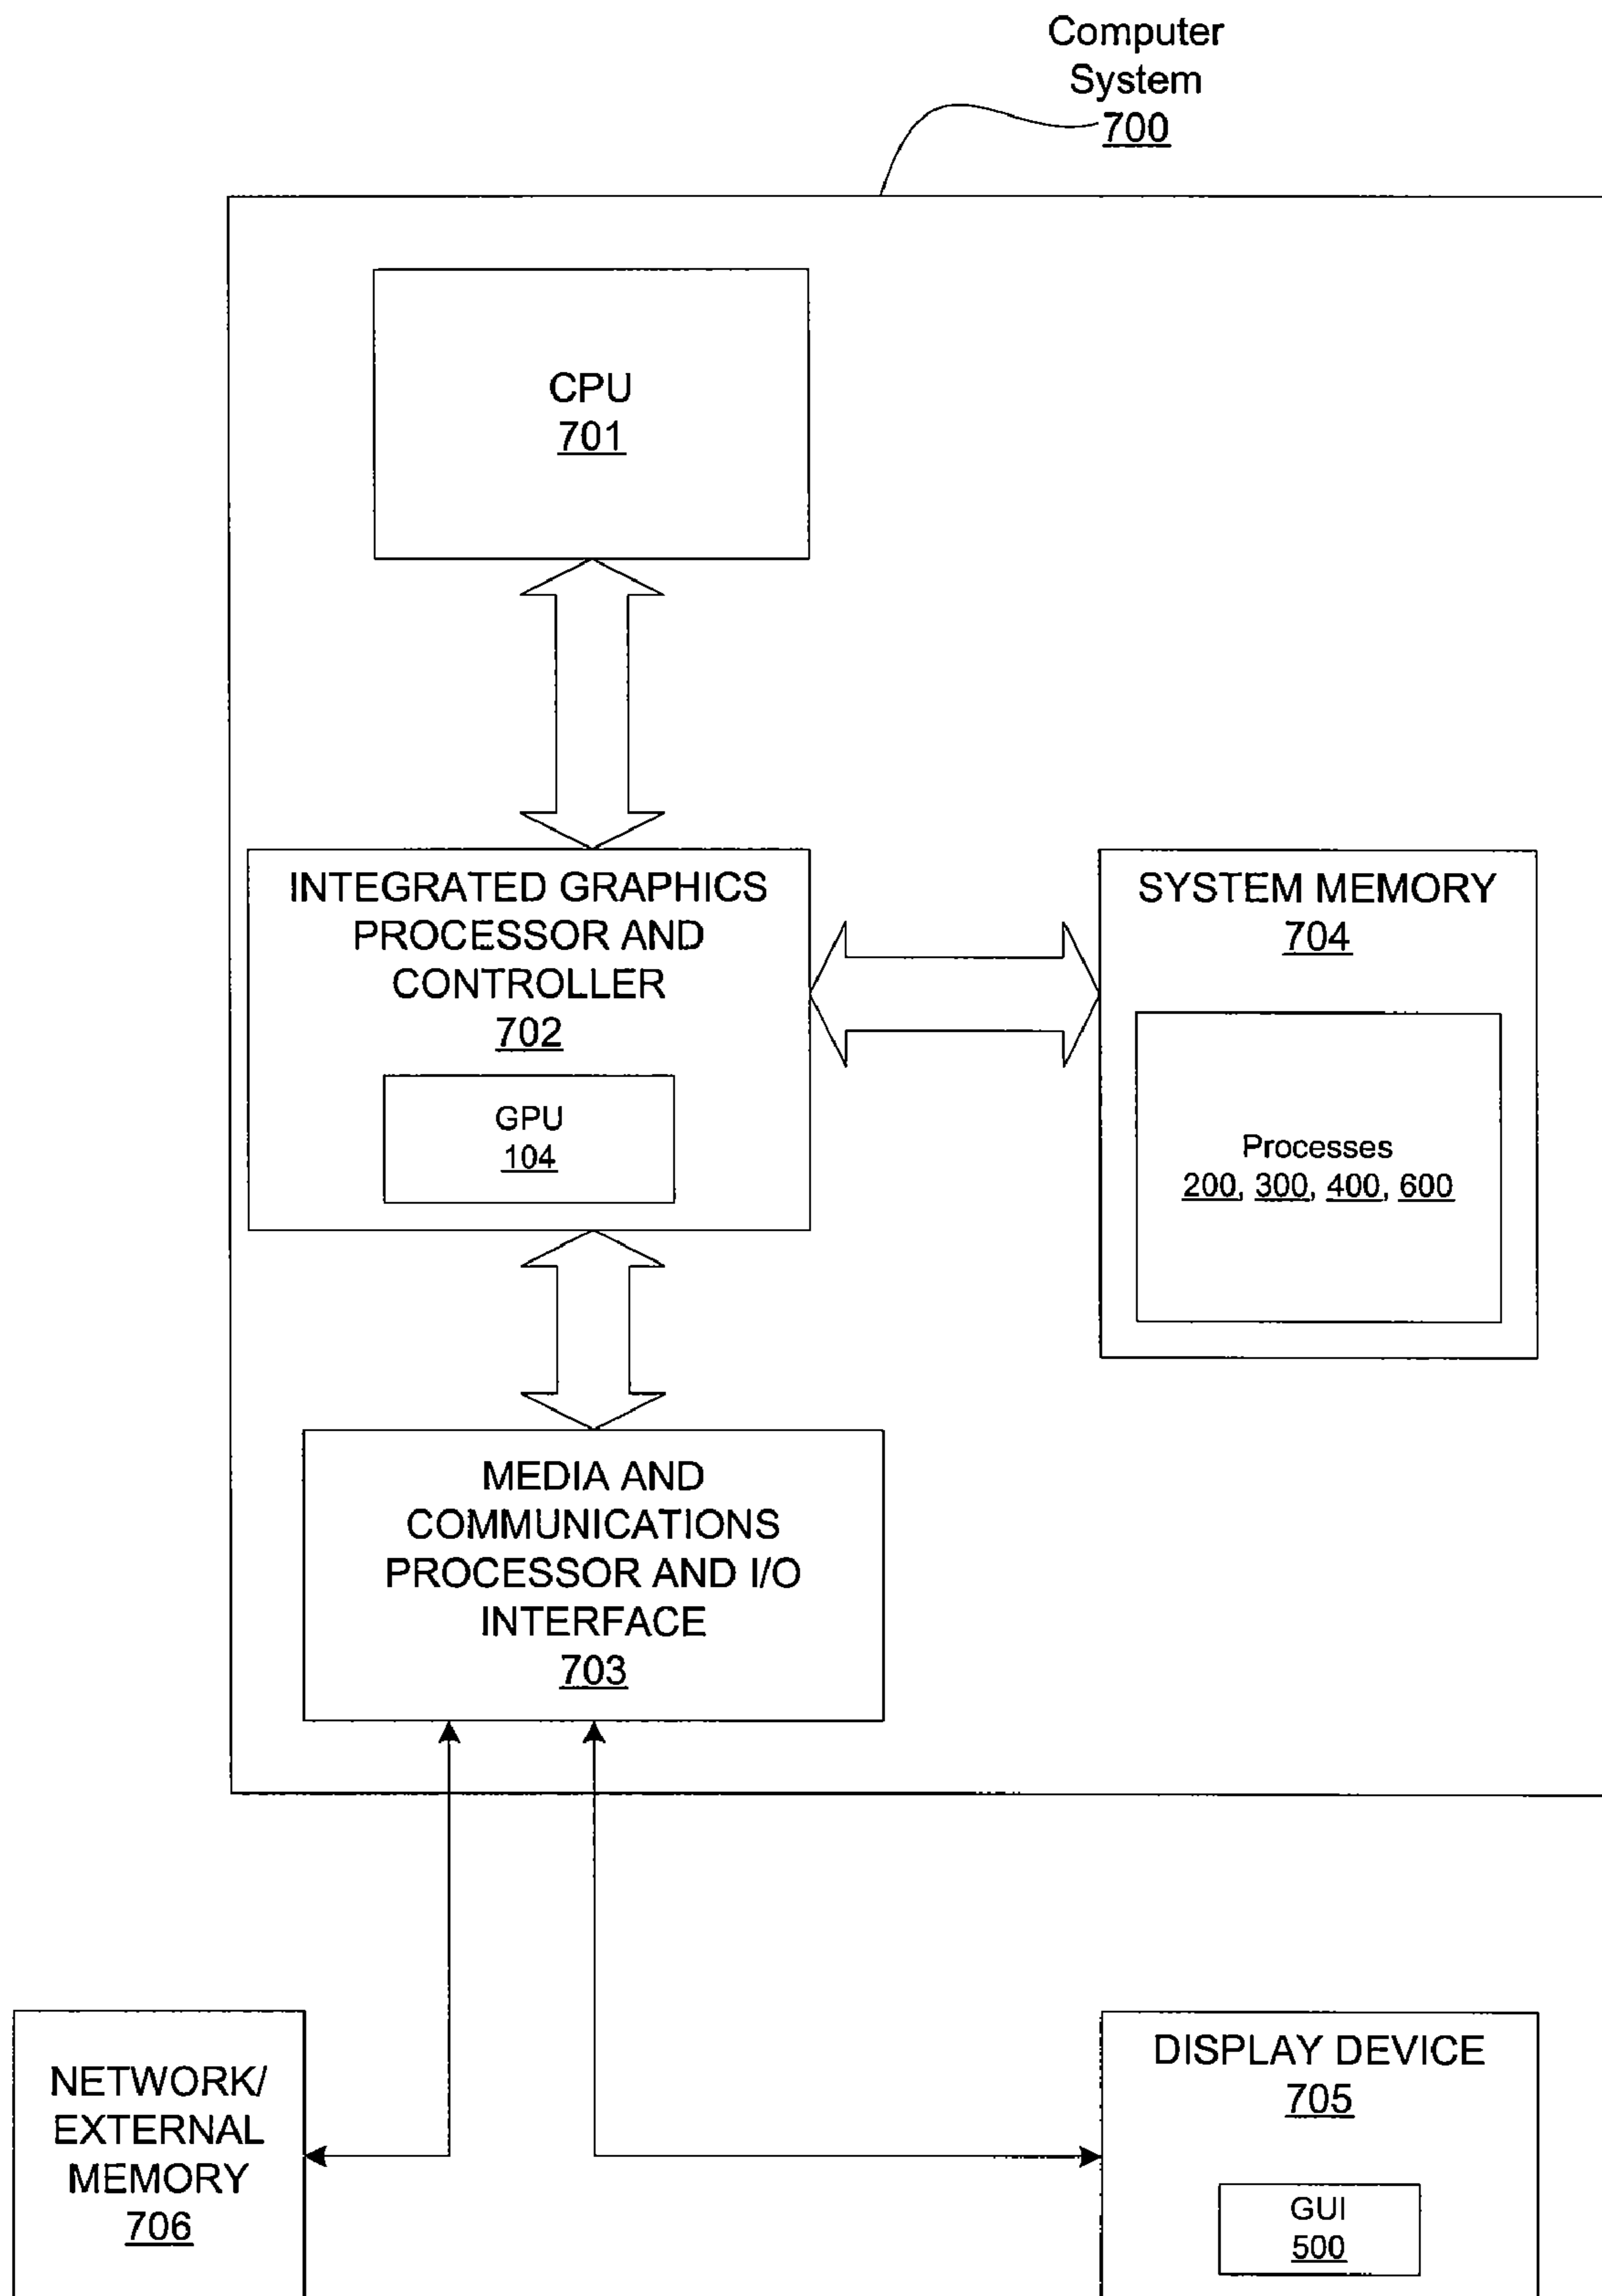 Computer
System
700
CPU
701
INTEGRATED GRAPHICS
PROCESSOR AND
CONTROLLER
702
GPU
104
SYSTEM MEMORY
704
Processes
200, 300, 400, 600
MEDIA AND
COMMUNICATIONS
PROCESSOR AND I/O
INTERFACE
703
NETWORK/
EXTERNAL
MEMORY
706
DISPLAY DEVICE
705
GUI
500